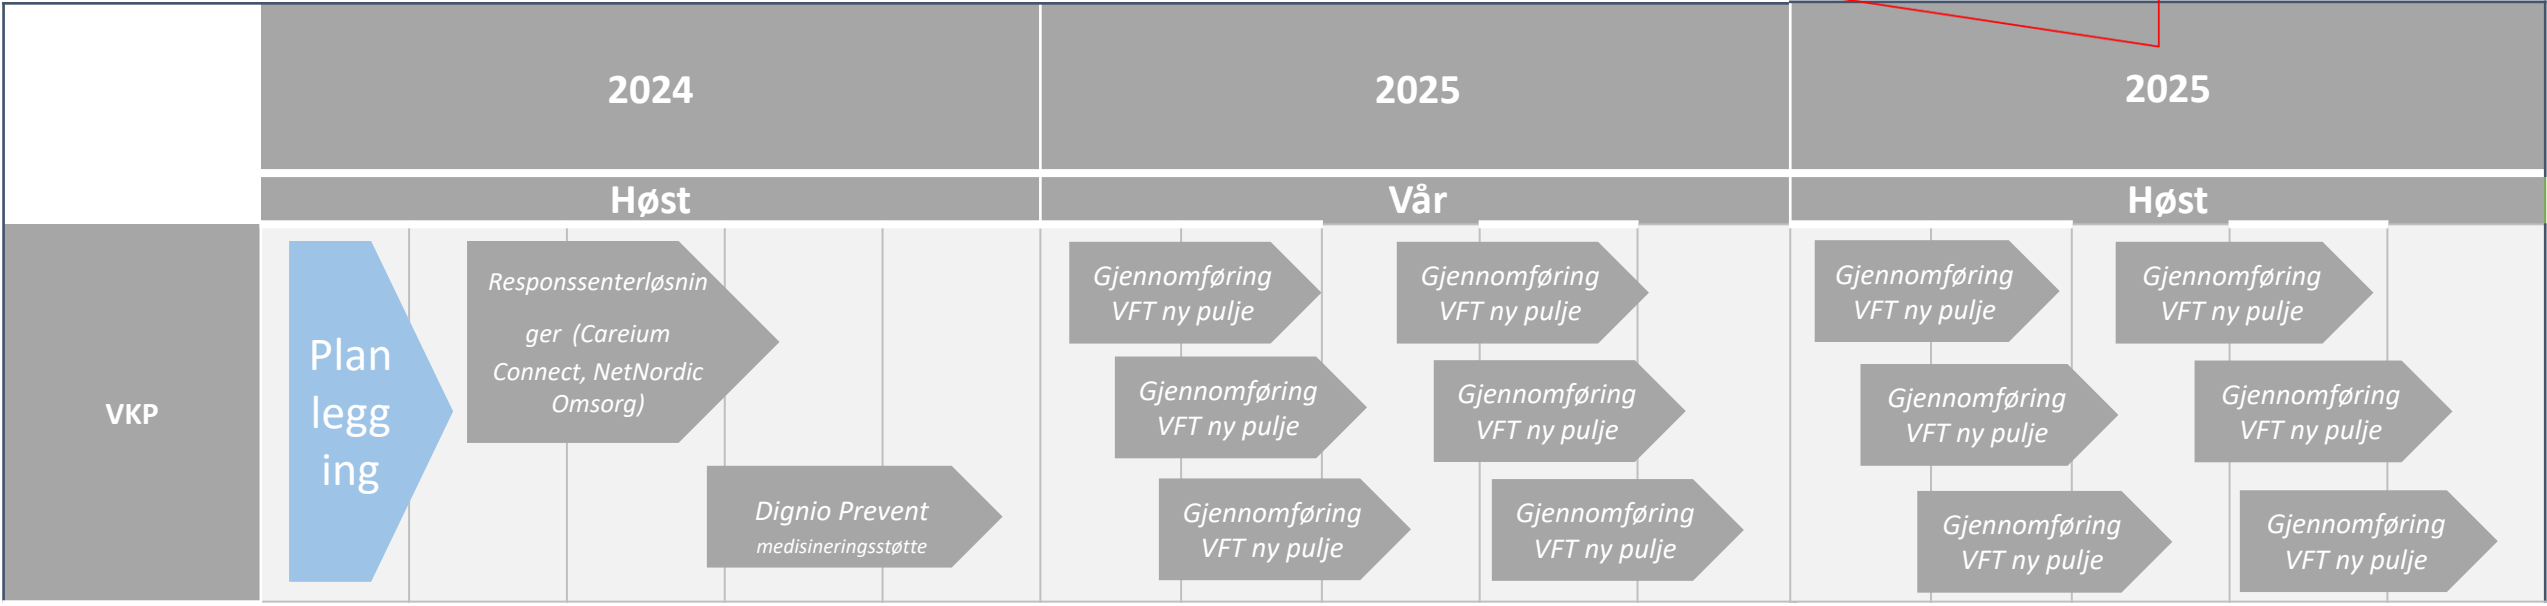 2024
2025
2025
Høst
Vår
Høst
VKP
Plan
legg
ing
Responssenterløsnin
ger (Careium
Connect, NetNordic
Omsorg)
Dignio Prevent
medisineringsstøtte
Gjennomføring
VFT ny pulje
Gjennomføring
VFT ny pulje
Gjennomføring
VFT ny pulje
Gjennomføring
VFT ny pulje
Gjennomføring
VFT ny pulje
Gjennomføring
VFT ny pulje
Gjennomføring
VFT ny pulje
Gjennomføring
VFT ny pulje
Gjennomføring
VFT ny pulje
Gjennomføring
VFT ny pulje
Gjennomføring
VFT ny pulje
Gjennomføring
VFT ny pulje